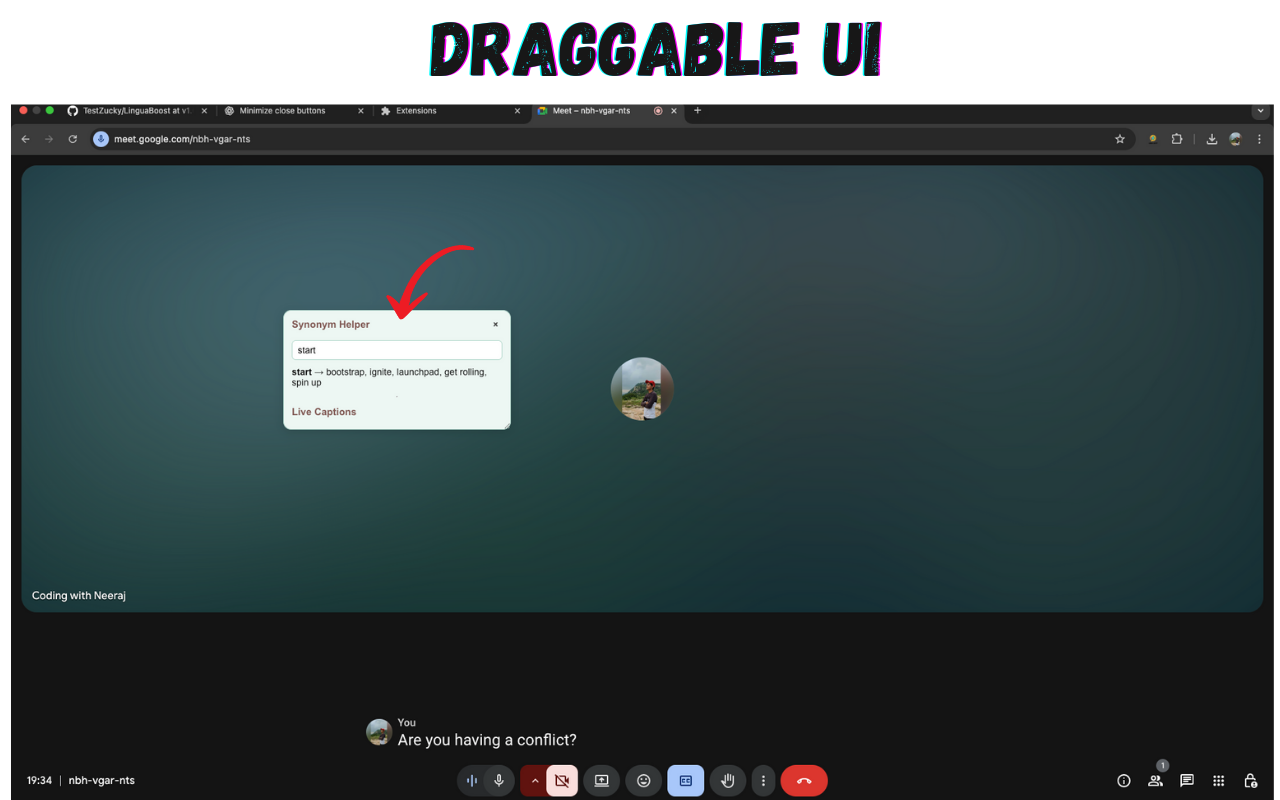 DRAGGABLE UI
TestZucky/LinguaBoost at v1.
Minimize close buttons
Extensions
Meet – nbh-vgar-nts
meet.google.com/nbh-vgar-nts
Synonym Helper
start
start → bootstrap, ignite, launchpad, get rolling,
spin up
Live Captions
Coding with Neeraj
You
Are you having a conflict?
19:34 | nbh-vgar-nts
1